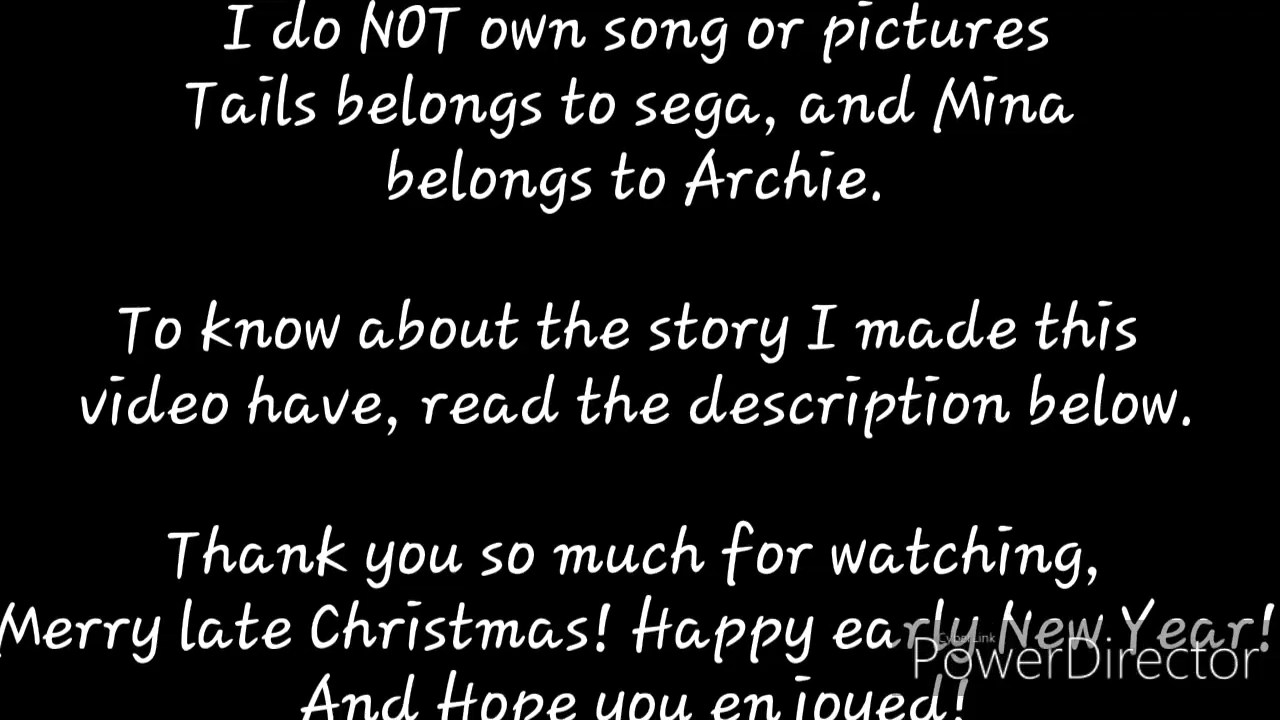 I do NOT own song or pictures
Tails belongs to sega, and Mina
belongs to Archie.
To know about the story I made this
video have, read the description below.
Thank you so much for watching,
Merry late Christmas! Happy early New Year!
CyberLink
PowerDirector
And Hope you enjoyed!